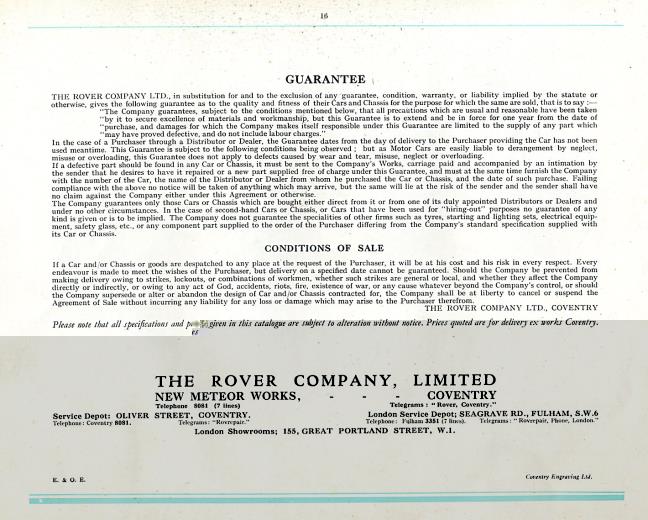 16
GUARANTEE
THE ROVER COMPANY LTD., in substitution for and to the exclusion of any guarantee, condition, warranty, or liability implied by the statute or
otherwise, gives the following guarantee as to the quality and fitness of their Cars and Chassis for the purpose for which the same are sold, that is to say :—
"The Company guarantees, subject to the conditions mentioned below, that all precautions which are usual and reasonable have been taken
"by it to secure excellence of materials and workmanship, but this Guarantee is to extend and be in force for one year from the date of
"purchase, and damages for which the Company makes itself responsible under this Guarantee are limited to the supply of any part which
"may have proved defective, and do not include labour charges."
In the case of a Purchaser through a Distributor or Dealer, the Guarantee dates from the day of delivery to the Purchaser providing the Car has not been
used meantime. This Guarantee is subject to the following conditions being observed ; but as Motor Cars are easily liable to derangement by neglect,
misuse or overloading, this Guarantee does not apply to defects caused by wear and tear, misuse, neglect or overloading.
If a defective part should be found in any Car or Chassis, it must be sent to the Company's Works, carriage paid and accompanied by an intimation by
the sender that he desires to have it repaired or a new part supplied free of charge under this Guarantee, and must at the same time furnish the Company
with the number of the Car, the name of the Distributor or Dealer from whom he purchased the Car or Chassis, and the date of such purchase. Failing
compliance with the above no notice will be taken of anything which may arrive, but the same will lie at the risk of the sender and the sender shall have
no claim against the Company either under this Agreement or otherwise.
The Company guarantees only those Cars or Chassis which are bought either direct from it or from one of its duly appointed Distributors or Dealers and
under no other circumstances. In the case of second-hand Cars or Chassis, or Cars that have been used for "hiring-out" purposes no guarantee of any
kind is given or is to be implied. The Company does not guarantee the specialities of other firms such as tyres, starting and lighting sets, electrical equip-
ment, safety glass, etc., or any component part supplied to the order of the Purchaser differing from the Company's standard specification supplied with
its Car or Chassis.
CONDITIONS OF SALE
If a Car and/or Chassis or goods are despatched to any place at the request of the Purchaser, it will be at his cost and his risk in every respect. Every
endeavour is made to meet the wishes of the Purchaser, but delivery on a specified date cannot be guaranteed. Should the Company be prevented from
making delivery owing to strikes, lockouts, or combinations of workmen, whether such strikes are general or local, and whether they affect the Company
directly or indirectly, or owing to any act of God, accidents, riots, fire, existence of war, or any cause whatever beyond the Company's control, or should
the Company supersede or alter or abandon the design of Car and/or Chassis contracted for, the Company shall be at liberty to cancel or suspend the
Agreement of Sale without incurring any liability for any loss or damage which may arise to the Purchaser therefrom.
THE ROVER COMPANY LTD., COVENTRY
Please note that all specifications and given in this catalogue are subject to alteration without notice. Prices quoted are for delivery ex works Coventry.
es
THE ROVER COMPANY, LIMITED
NEW METEOR WORKS, - - - COVENTRY
Telephone 8081 (7 lines) Telegrams: "Rover, Coventry."
Service Depot: OLIVER STREET, COVENTRY. London Service Depot; SEAGRAVE RD., FULHAM, S.W.6
Telephone: Coventry 8081. Telegrams: "Roverepair." Telephone: Fulham 3351 (7 lines). Telegrams: "Rovrepair, Phone, London."
London Showrooms; 155, GREAT PORTLAND STREET, W.1.
E. & O. E. Coventry Engraving Ltd.